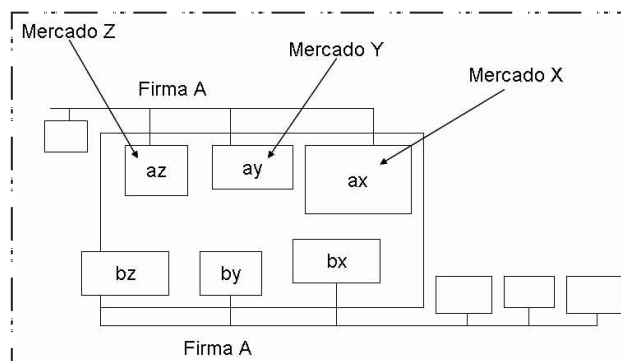 Mercado Z
Mercado Y
Mercado X
Firma A
az
ay
ax
bz
by
bx
Firma A